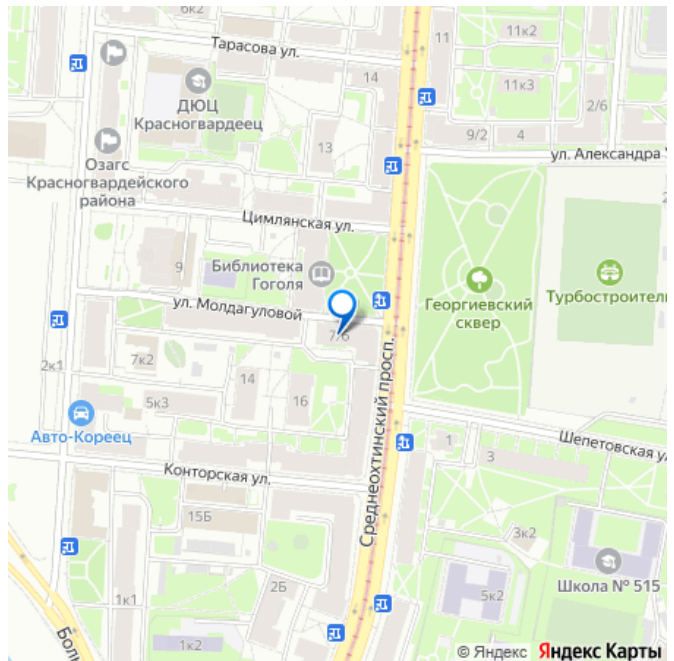 6к2
11к2
Тарасова ул.
11
14
11к3
ДЮЦ
Красногвардеец
2/6
9/2
4
13
ул. Александра
Озагс
Красногвардейского
района
Цимлянская ул.
9
Библиотека
Гоголя
Георгиевский
сквер
Турбостроитель
ул. Молдагуловой
7/6
7к2
2к1
14
16
5к3
Авто-Кореец
Среднеохтинский просп.
1
Шепетовская ул
3
Конторская ул.
15Б
3к2
2Б
Школа № 515
5к2
1к1
1к2
Боль
© Яндекс Яндекс Карты